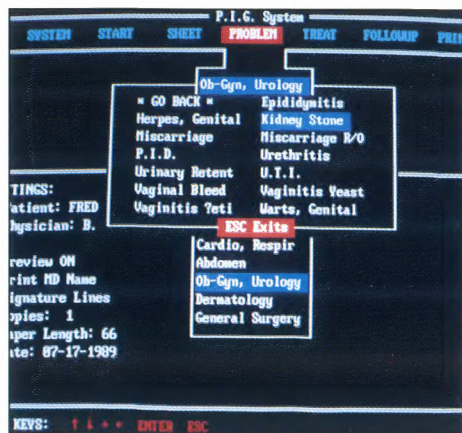 P.I.G. System
SYSTEM START SHEET PROBLEM TREAT FOLLOWUP PRI
Ob-Gyn, Urology
* GO BACK * Epididymitis
Herpes, Genital Kidney Stone
Miscarriage Miscarriage R/O
P.I.D. Urethritis
Urinary Retent U.T.I.
Vaginal Bleed Vaginitis Yeast
Vaginitis ?eti Warts, Genital
ESC Exits
Cardio, Respir
Abdomen
Ob-Gyn, Urology
Dermatology
General Surgery
TINGS:
atient: FRED
hysician: B.
review ON
rint MD Name
ignature Lines
opies: 1
aper Length: 66
ate: 07-17-1989
KEYS: ↑ ↓ ENTER ESC